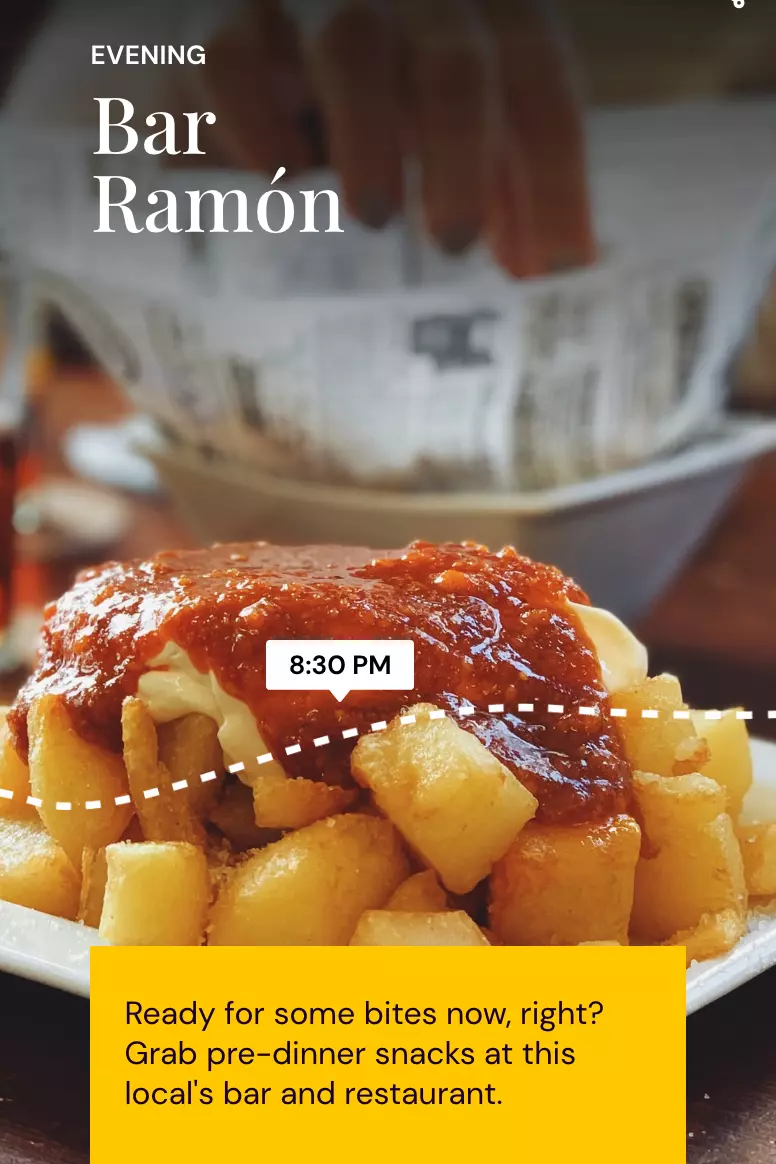 EVENING
Bar
Ramón
8:30 PM
Ready for some bites now, right?
Grab pre-dinner snacks at this
local's bar and restaurant.